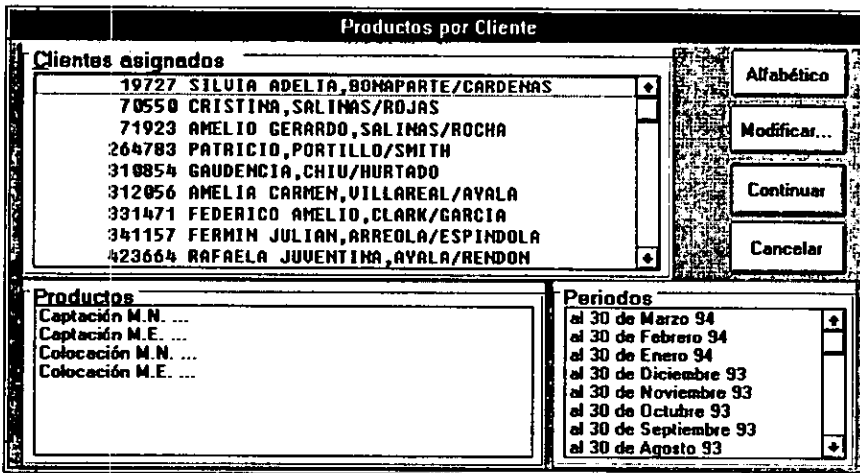 Productos por Cliente
Clientes asignados
19727 SILVIA ADELIA,BONAPARTE/CARDENAS
70550 CRISTINA,SALINAS/ROJAS
71923 AMELIO GERARDO,SALINAS/ROCHA
264783 PATRICIO,PORTILLO/SMITH
310854 GAUDENCIA,CHIU/HURTADO
312056 AMELIA CARMEN,VILLAREAL/AYALA
331471 FEDERICO AMELIO,CLARK/GARCIA
341157 FERMIN JULIAN,ARREOLA/ESPINDOLA
423664 RAFAELA JUVENTINA,AYALA/RENDON
Alfabético
Modificar...
Continuar
Cancelar
Productos
Captación M.N. ...
Captación M.E. ...
Colocación M.N. ...
Colocación M.E. ...
Periodos
al 30 de Marzo 94
al 30 de Febrero 94
al 30 de Enero 94
al 30 de Diciembre 93
al 30 de Noviembre 93
al 30 de Octubre 93
al 30 de Septiembre 93
al 30 de Agosto 93